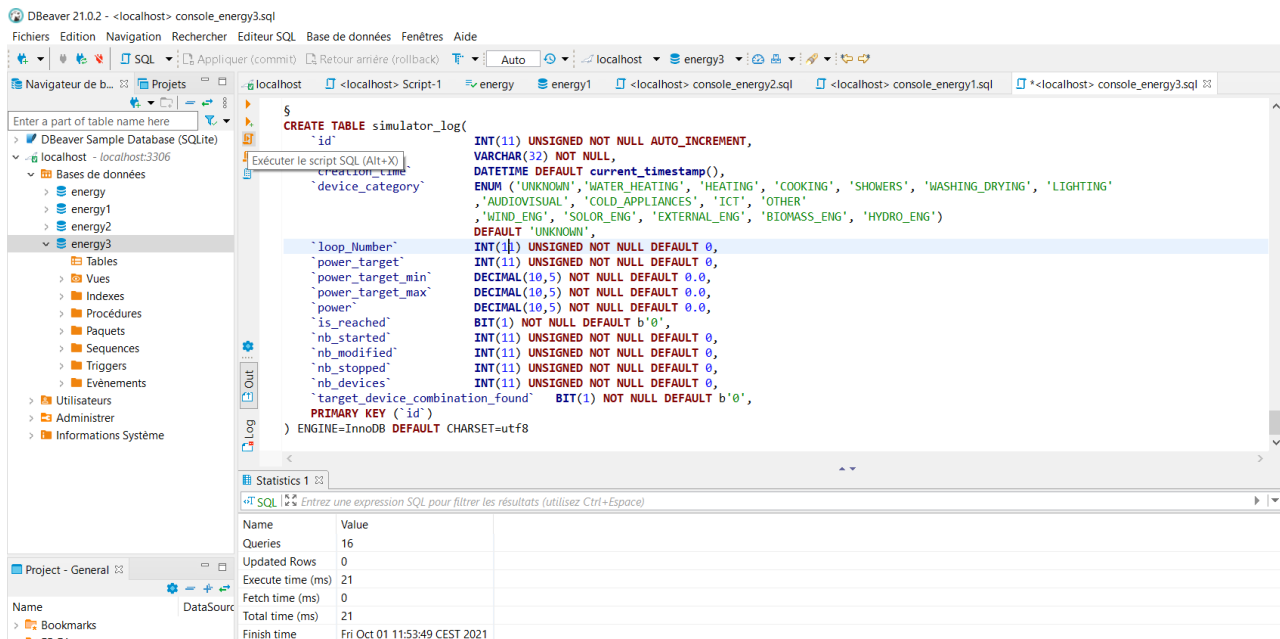 DBeaver 21.0.2 - <localhost> console_energy3.sql
Fichiers Edition Navigation Rechercher Editeur SQL Base de données Fenêtres Aide
SQL Appliquer (commit) Retour arriére (rollback) Auto localhost energy3
Navigateur de b... Projets
localhost <localhost> Script-1 energy energy1 <localhost> console_energy2.sql <localhost> console_energy1.sql *<localhost> console_energy3.sql
Enter a part of table name here
DBeaver Sample Database (SQLite)
localhost - localhost:3306
Bases de données
energy
energy1
energy2
energy3
Tables
Vues
Indexes
Procédures
Paquets
Sequences
Triggers
Evènements
Utilisateurs
Administrer
Informations Système
§
CREATE TABLE simulator_log(
`id` INT(11) UNSIGNED NOT NULL AUTO_INCREMENT,
VARCHAR(32) NOT NULL,
Exécuter le script SQL (Alt+X)
`creation_time` DATETIME DEFAULT current_timestamp(),
`device_category` ENUM ('UNKNOWN','WATER_HEATING', 'HEATING', 'COOKING', 'SHOWERS', 'WASHING_DRYING', 'LIGHTING'
,'AUDIOVISUAL', 'COLD_APPLIANCES', 'ICT', 'OTHER'
,'WIND_ENG', 'SOLOR_ENG', 'EXTERNAL_ENG', 'BIOMASS_ENG', 'HYDRO_ENG')
DEFAULT 'UNKNOWN',
`loop_Number` INT(11) UNSIGNED NOT NULL DEFAULT 0,
`power_target` INT(11) UNSIGNED NOT NULL DEFAULT 0,
`power_target_min` DECIMAL(10,5) NOT NULL DEFAULT 0.0,
`power_target_max` DECIMAL(10,5) NOT NULL DEFAULT 0.0,
`power` DECIMAL(10,5) NOT NULL DEFAULT 0.0,
`is_reached` BIT(1) NOT NULL DEFAULT b'0',
`nb_started` INT(11) UNSIGNED NOT NULL DEFAULT 0,
`nb_modified` INT(11) UNSIGNED NOT NULL DEFAULT 0,
`nb_stopped` INT(11) UNSIGNED NOT NULL DEFAULT 0,
`nb_devices` INT(11) UNSIGNED NOT NULL DEFAULT 0,
`target_device_combination_found` BIT(1) NOT NULL DEFAULT b'0',
PRIMARY KEY (`id`)
) ENGINE=InnoDB DEFAULT CHARSET=utf8
Out
Log
Statistics 1
SQL Entrez une expression SQL pour filtrer les résultats (utilisez Ctrl+Espace)
Name Value
Queries 16
Updated Rows 0
Execute time (ms) 21
Fetch time (ms) 0
Total time (ms) 21
Finish time Fri Oct 01 11:53:49 CEST 2021
Project - General
Name DataSourc
Bookmarks